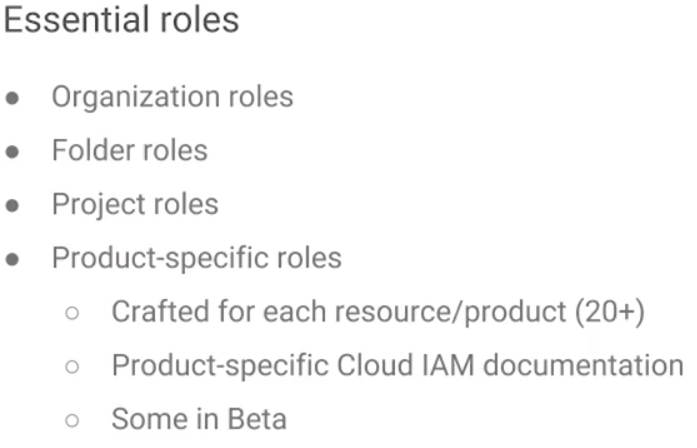 Essential roles
● Organization roles
● Folder roles
● Project roles
● Product-specific roles
○ Crafted for each resource/product (20+)
○ Product-specific Cloud IAM documentation
○ Some in Beta